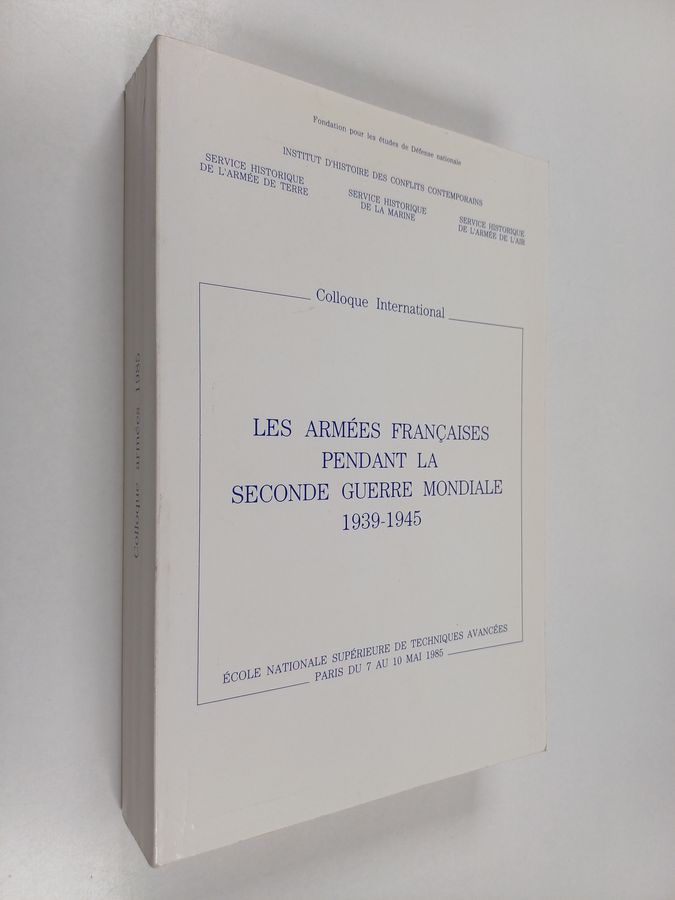 Fondation pour les études de Défense nationale
INSTITUT D'HISTOIRE DES CONFLITS CONTEMPORAINS
SERVICE HISTORIQUE
DE L'ARMÉE DE TERRE
SERVICE HISTORIQUE
DE LA MARINE
SERVICE HISTORIQUE
DE L'ARMÉE DE L'AIR
Colloque International
LES ARMÉES FRANÇAISES
PENDANT LA
SECONDE GUERRE MONDIALE
1939-1945
ÉCOLE NATIONALE SUPÉRIEURE DE TECHNIQUES AVANCÉES
PARIS DU 7 AU 10 MAI 1985
Colloque armées 1985